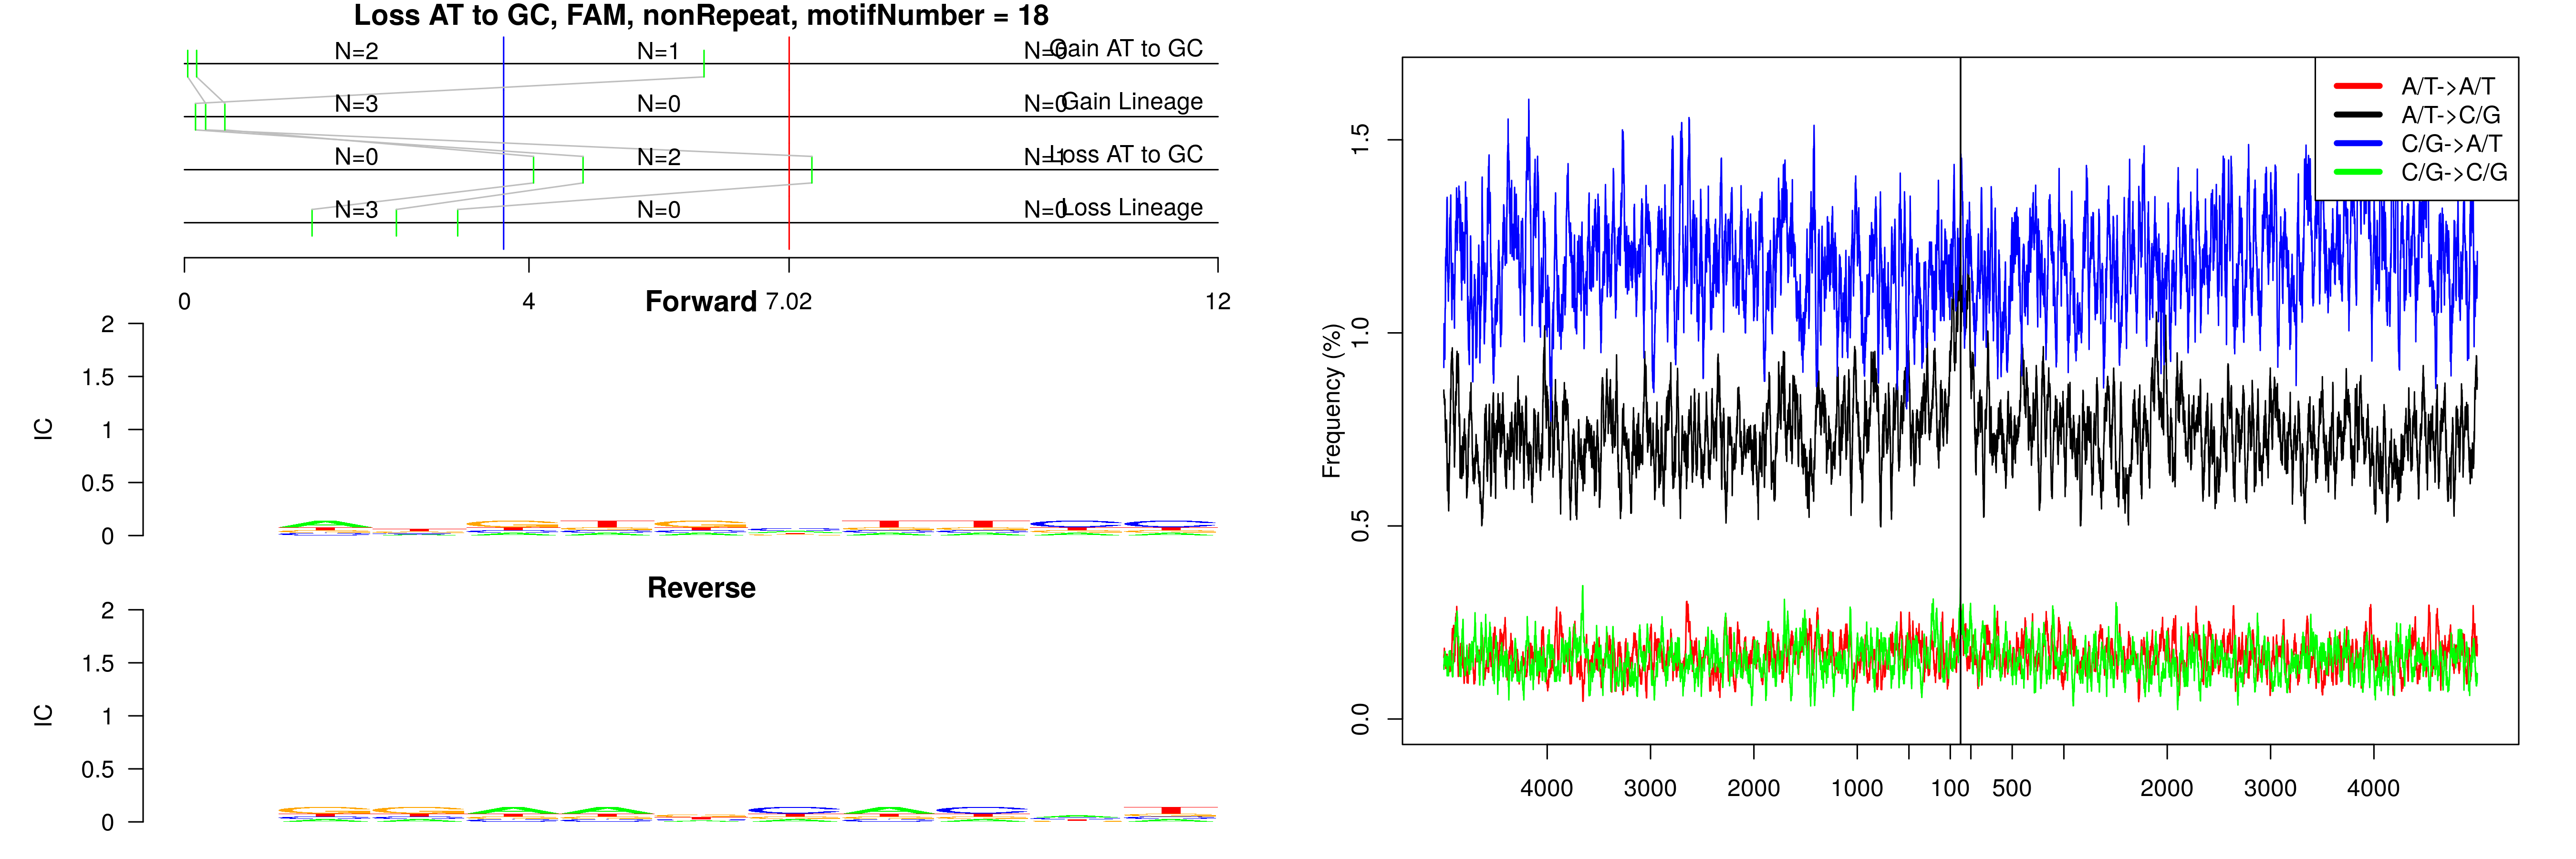 Loss AT to GC, FAM, nonRepeat, motifNumber = 18
N=2 N=1 N=0 Gain AT to GC
N=3 N=0 N=0 Gain Lineage
N=0 N=2 N=1 Loss AT to GC
N=3 N=0 N=0 Loss Lineage
0 4 7.02 12
Forward
2
1.5
1
0.5
0
IC
Reverse
2
1.5
1
0.5
0
IC
A/T->A/T
A/T->C/G
C/G->A/T
C/G->C/G
1.5
1.0
0.5
0.0
Frequency (%)
4000 3000 2000 1000 100 500 2000 3000 4000